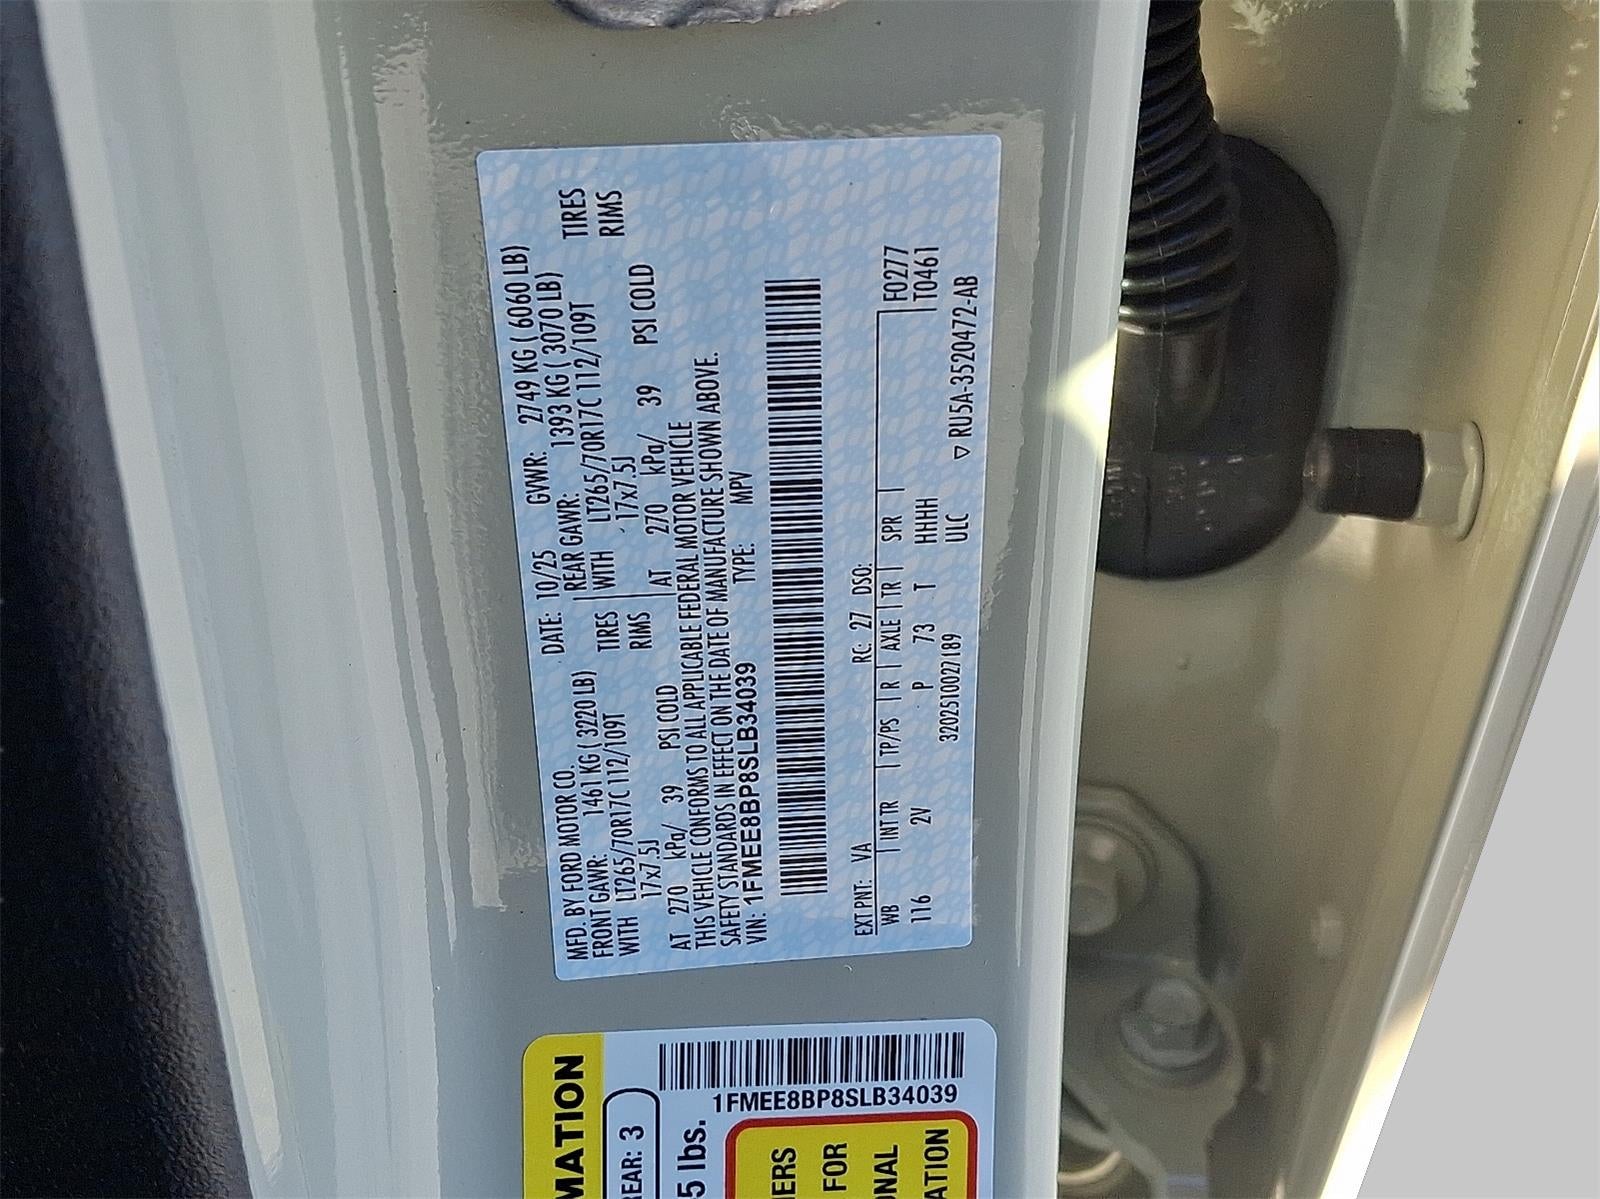 MFD. BY FORD MOTOR CO. DATE: 10/25 GVWR: 2749 KG ( 6060 LB)
FRONT GAWR: 1461 KG ( 3220 LB) REAR GAWR: 1393 KG ( 3070 LB)
WITH LT265/70R17C 112/109T TIRES WITH LT265/70R17C 112/109T TIRES
17x7.5J RIMS 17x7.5J RIMS
AT 270 kPa/ 39 PSI COLD AT 270 kPa/ 39 PSI COLD
THIS VEHICLE CONFORMS TO ALL APPLICABLE FEDERAL MOTOR VEHICLE
SAFETY STANDARDS IN EFFECT ON THE DATE OF MANUFACTURE SHOWN ABOVE.
VIN: 1FMEE8BP8SLB34039 TYPE: MPV
EXT PNT: VA RC: 27 DSO:
WB | INT TR | TP/PS | R | AXLE | TR | SPR | F0277
116 2V P 73 T HHHH T0461
3202510027189 ULC ▽ RU5A-3520472-AB
MATION
REAR: 3
5 lbs.
1FMEE8BP8SLB34039
IERS
FOR
ONAL
ATION